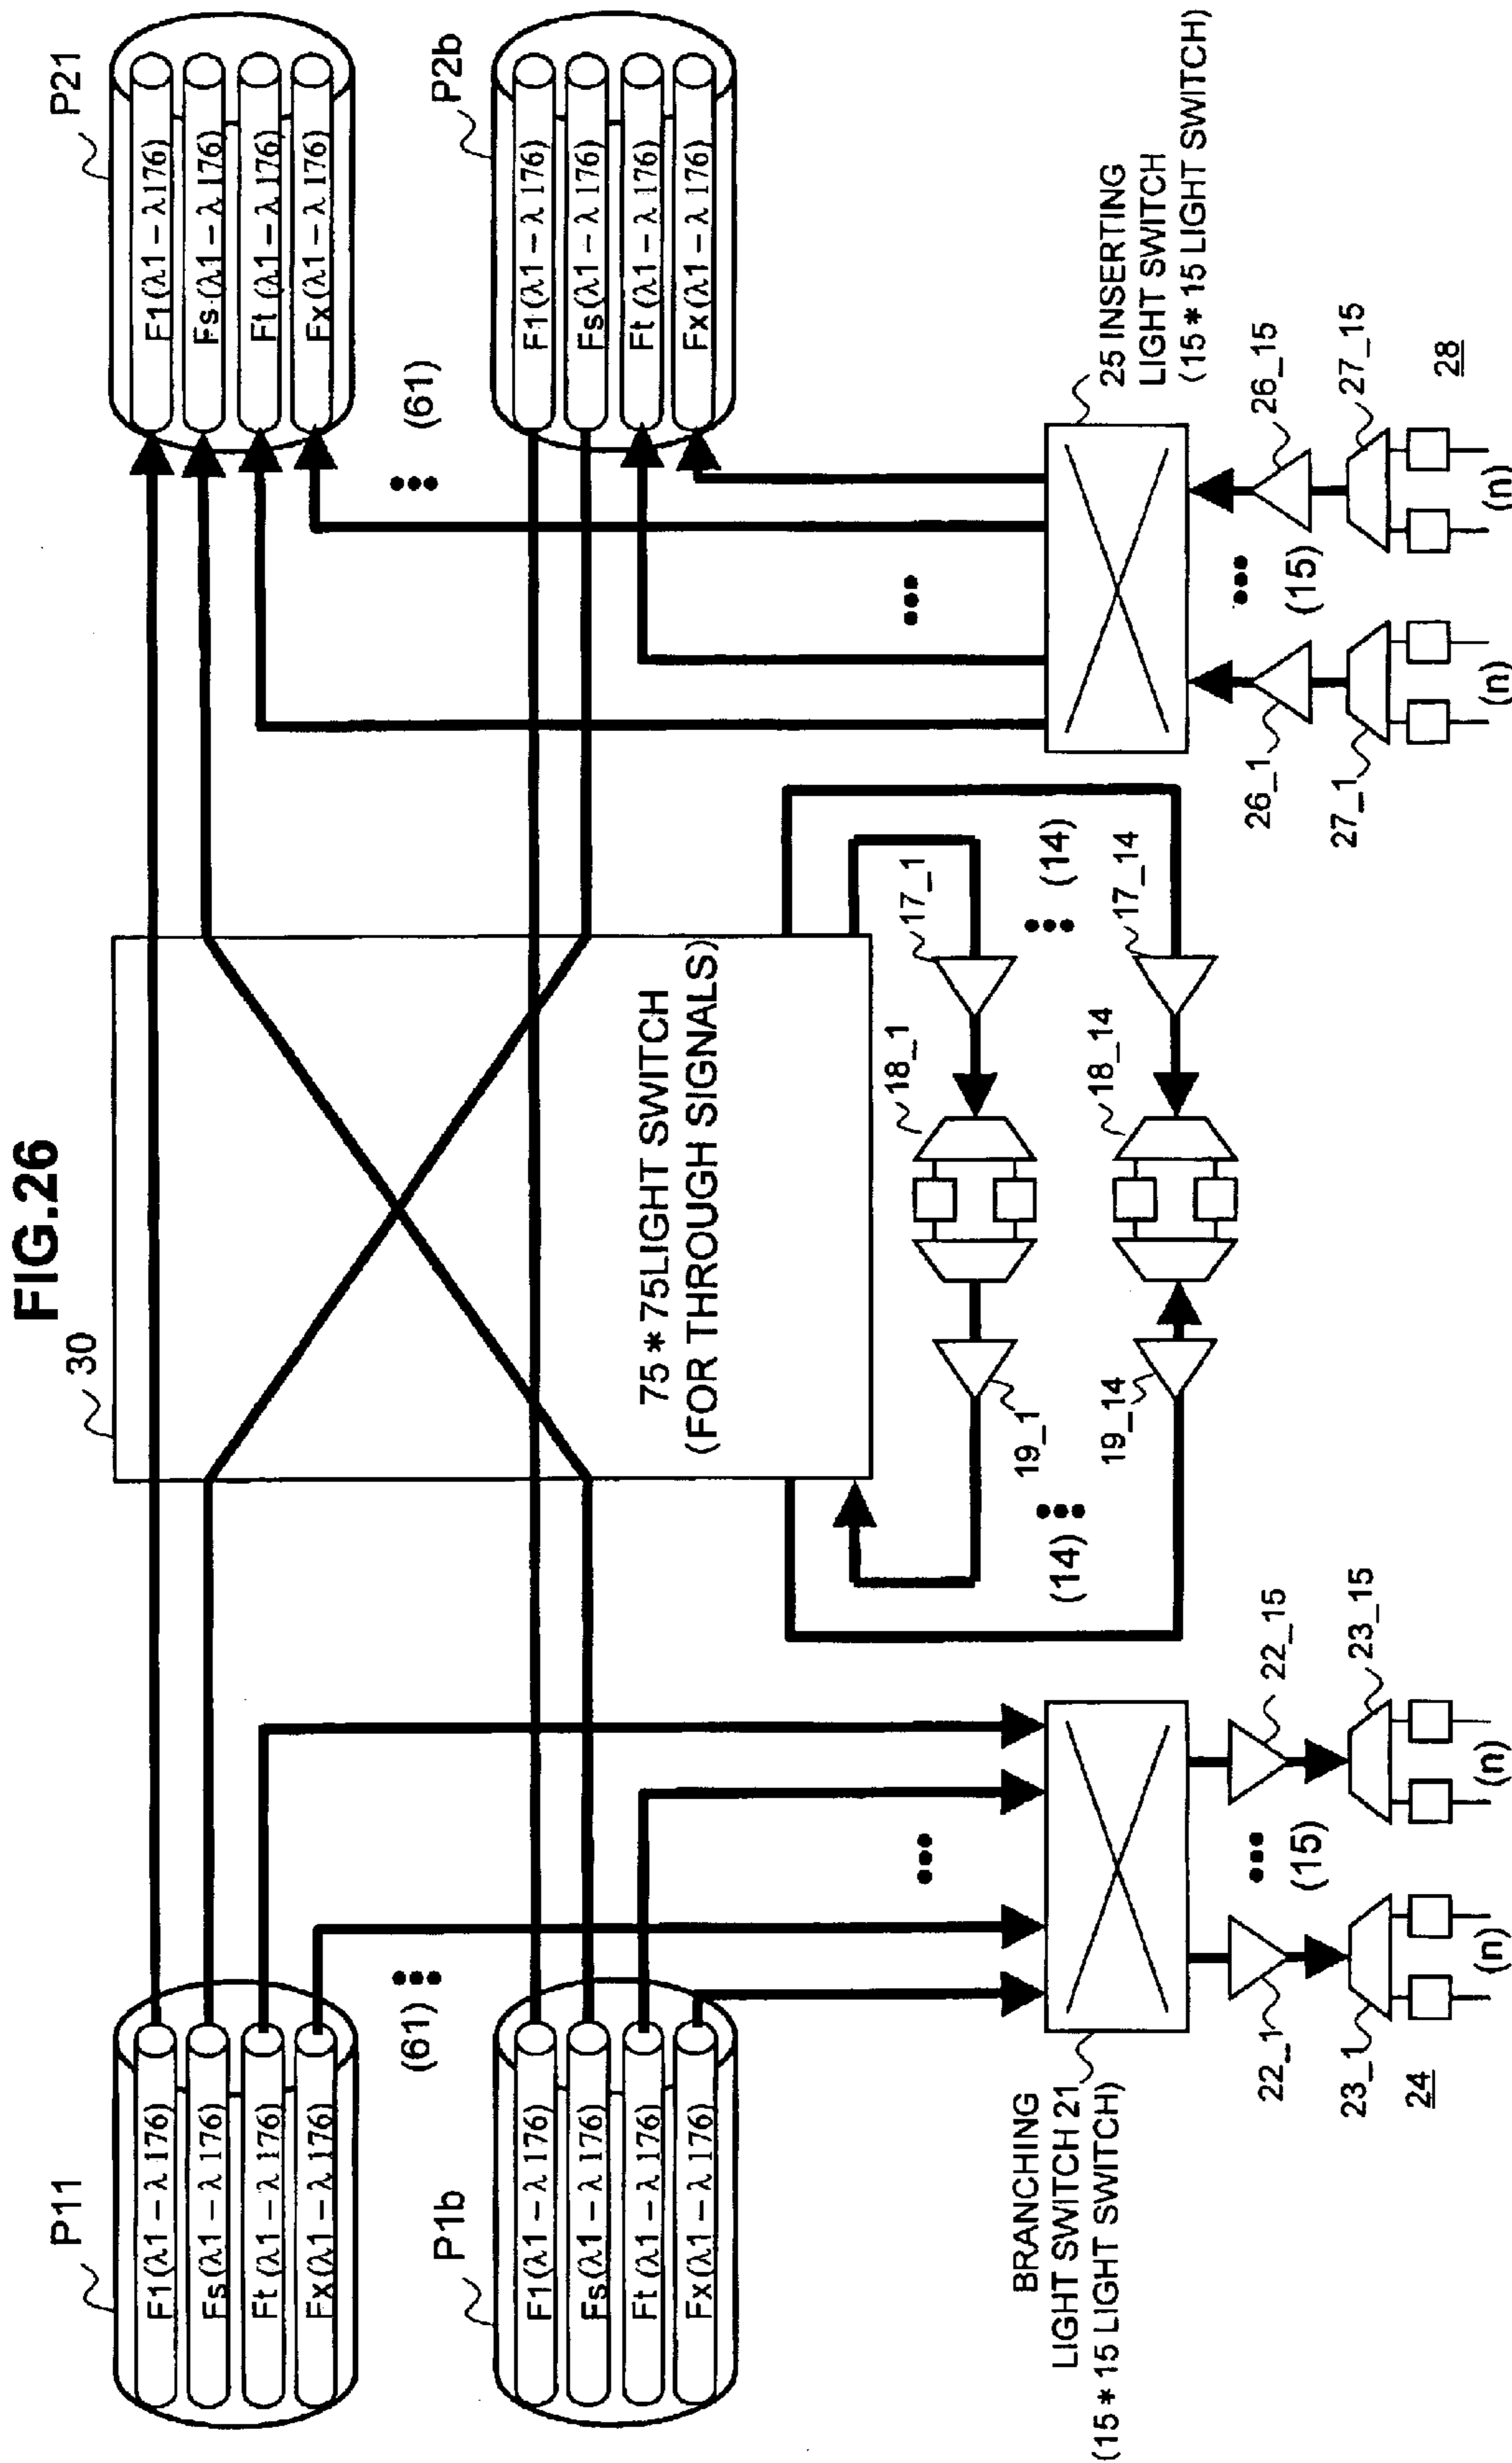 FIG.26
30
P11
F1(λ1−λ176)
Fs(λ1−λ176)
Ft(λ1−λ176)
Fx(λ1−λ176)
(61)
P1b
F1(λ1−λ176)
Fs(λ1−λ176)
Ft(λ1−λ176)
Fx(λ1−λ176)
75*75LIGHT SWITCH
(FOR THROUGH SIGNALS)
P21
F1(λ1−λ176)
Fs(λ1−λ176)
Ft(λ1−λ176)
Fx(λ1−λ176)
(61)
P2b
F1(λ1−λ176)
Fs(λ1−λ176)
Ft(λ1−λ176)
Fx(λ1−λ176)
BRANCHING
LIGHT SWITCH 21
(15*15 LIGHT SWITCH)
22_1
(15)
22_15
23_1
23_15
24
(n)
(n)
(14)
19_1
18_1
17_1
(14)
19_14
18_14
17_14
25 INSERTING
LIGHT SWITCH
(15*15 LIGHT SWITCH)
26_1
(15)
26_15
27_1
27_15
28
(n)
(n)